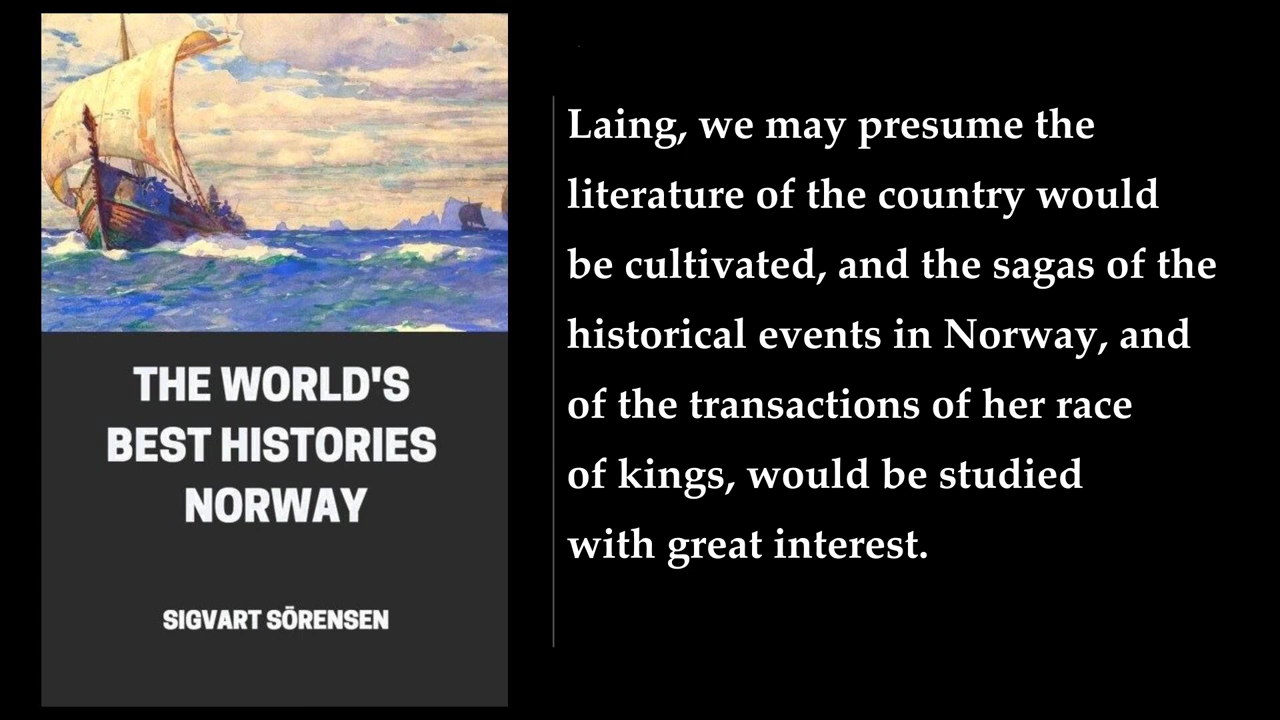 THE WORLD'S
BEST HISTORIES
NORWAY
SIGVART SÖRENSEN
Laing, we may presume the
literature of the country would
be cultivated, and the sagas of the
historical events in Norway, and
of the transactions of her race
of kings, would be studied
with great interest.